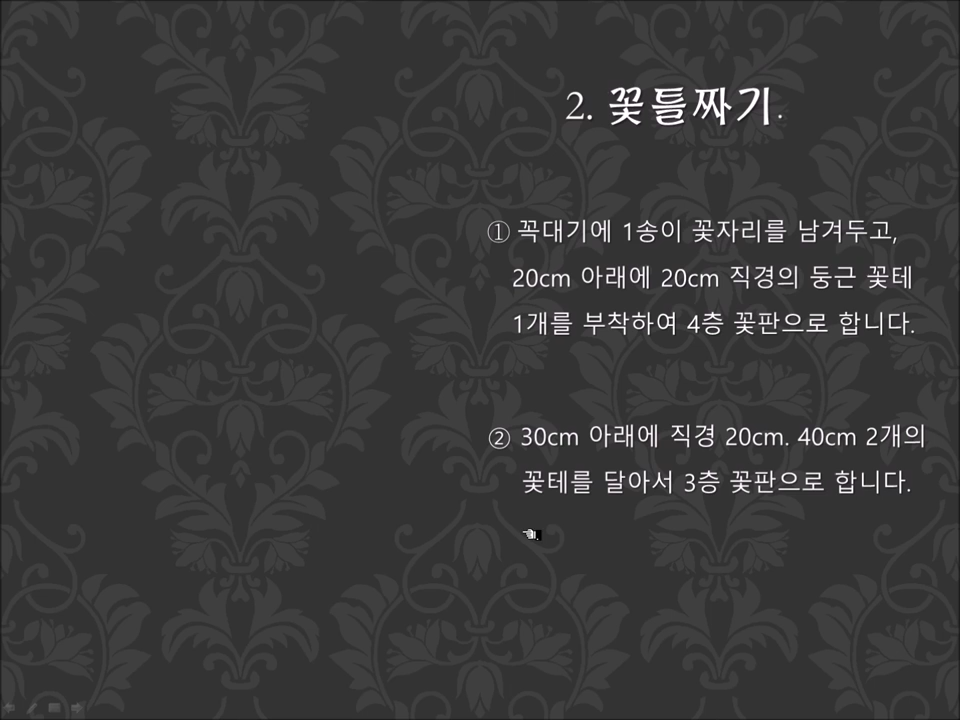 2. 꽃틀짜기.
① 꼭대기에 1송이 꽃자리를 남겨두고,
20cm 아래에 20cm 직경의 둥근 꽃테
1개를 부착하여 4층 꽃판으로 합니다.
② 30cm 아래에 직경 20cm. 40cm 2개의
꽃테를 달아서 3층 꽃판으로 합니다.